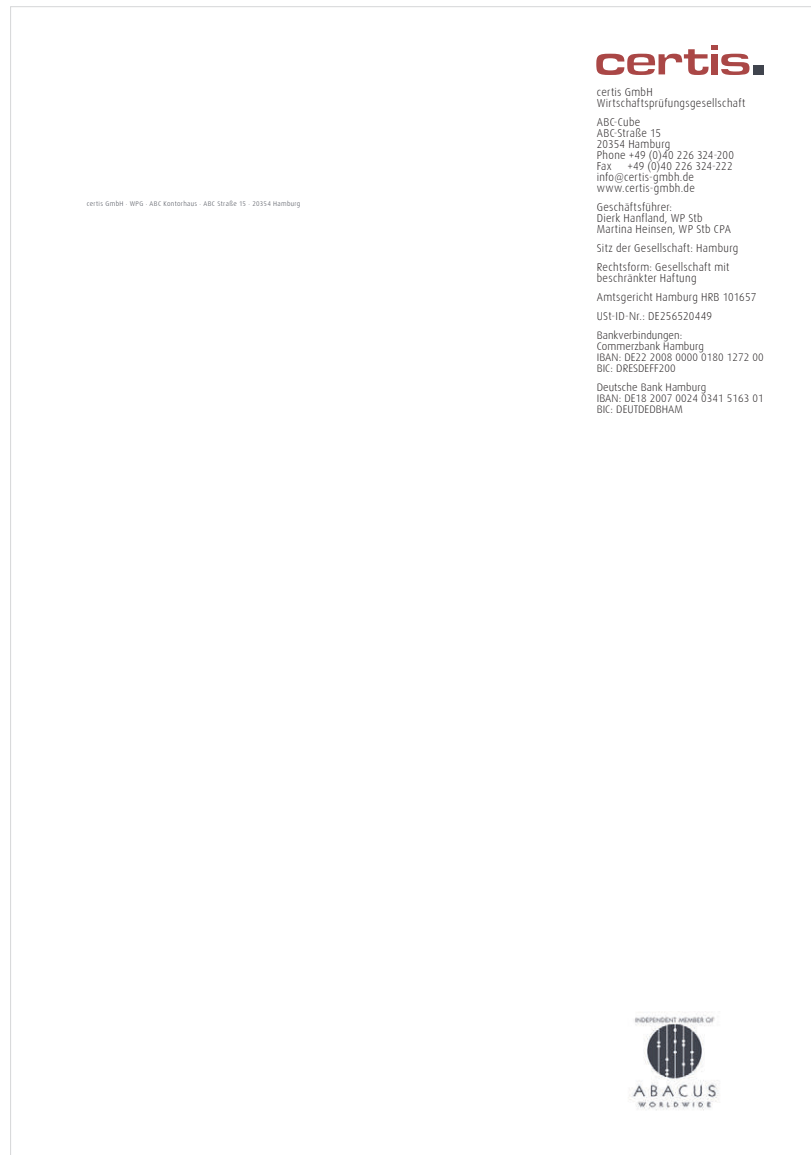 certis.
certis GmbH
Wirtschaftsprüfungsgesellschaft
ABC-Cube
ABC-Straße 15
20354 Hamburg
Phone +49 (0)40 226 324-200
Fax +49 (0)40 226 324-222
info@certis-gmbh.de
www.certis-gmbh.de
certis GmbH · WPG · ABC Kontorhaus · ABC Straße 15 · 20354 Hamburg
Geschäftsführer:
Dierk Hanfland, WP Stb
Martina Heinsen, WP Stb CPA
Sitz der Gesellschaft: Hamburg
Rechtsform: Gesellschaft mit
beschränkter Haftung
Amtsgericht Hamburg HRB 101657
USt-ID-Nr.: DE256520449
Bankverbindungen:
Commerzbank Hamburg
IBAN: DE22 2008 0000 0180 1272 00
BIC: DRESDEFF200
Deutsche Bank Hamburg
IBAN: DE18 2007 0024 0341 5163 01
BIC: DEUTDEDBHAM
INDEPENDENT MEMBER OF
ABACUS
WORLDWIDE